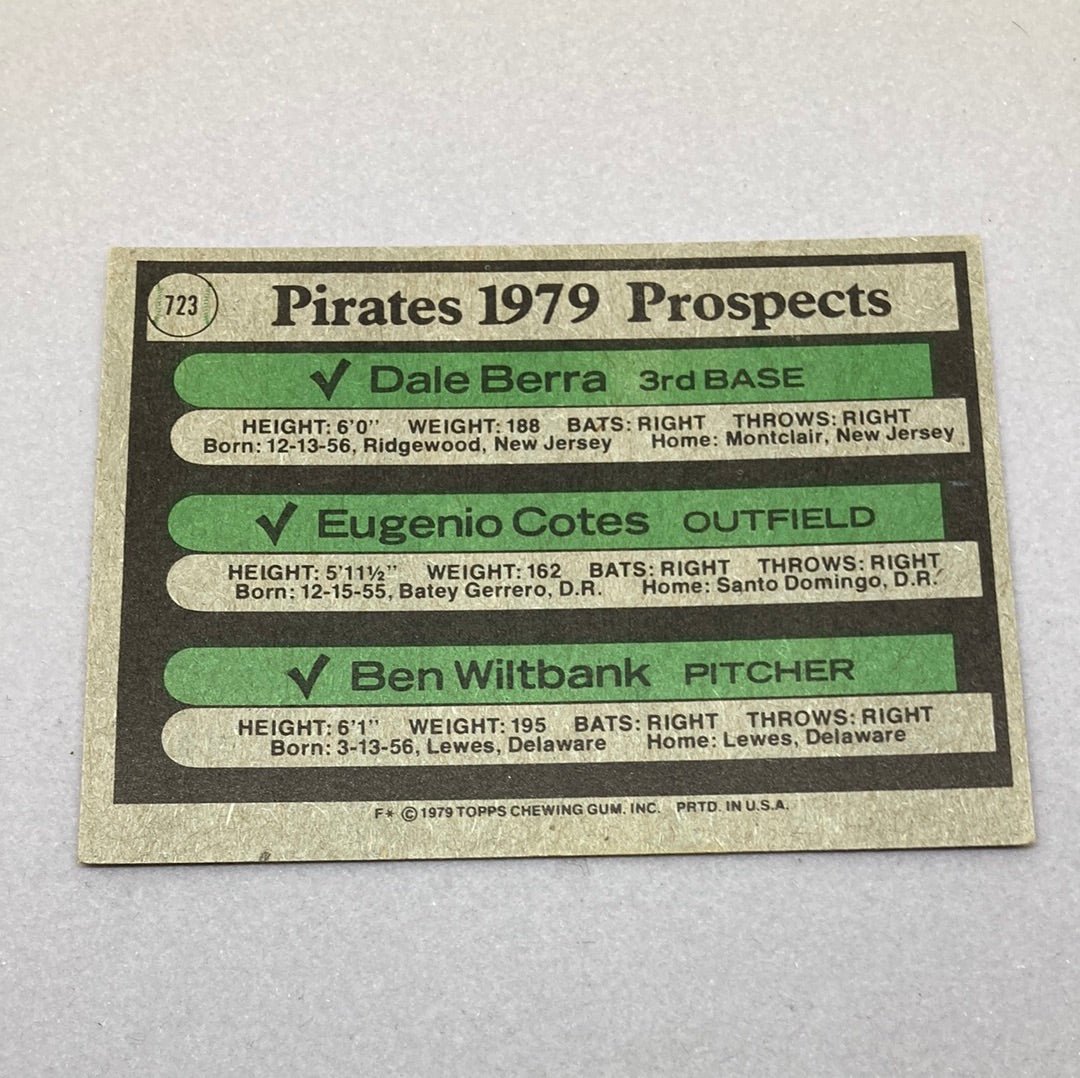 723 Pirates 1979 Prospects
✓ Dale Berra 3rd BASE
HEIGHT: 6'0" WEIGHT: 188 BATS: RIGHT THROWS: RIGHT
Born: 12-13-56, Ridgewood, New Jersey Home: Montclair, New Jersey
✓ Eugenio Cotes OUTFIELD
HEIGHT: 5'11½" WEIGHT: 162 BATS: RIGHT THROWS: RIGHT
Born: 12-15-55, Batey Gerrero, D.R. Home: Santo Domingo, D.R.
✓ Ben Wiltbank PITCHER
HEIGHT: 6'1" WEIGHT: 195 BATS: RIGHT THROWS: RIGHT
Born: 3-13-56, Lewes, Delaware Home: Lewes, Delaware
F* © 1979 TOPPS CHEWING GUM. INC. PRTD. IN U.S.A.